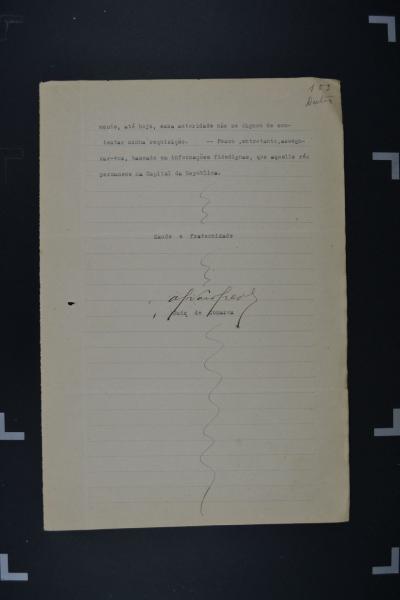 153
mente, até hoje, essa autoridade não se dignou de con-
testar minha requisição. -- Posso ,entretanto,assegu-
rar-vos, baseado em informações fidedignas, que aquelle réo
permanece na Capital da Republica.
Saude e fraternidade
Juiz de Comarca